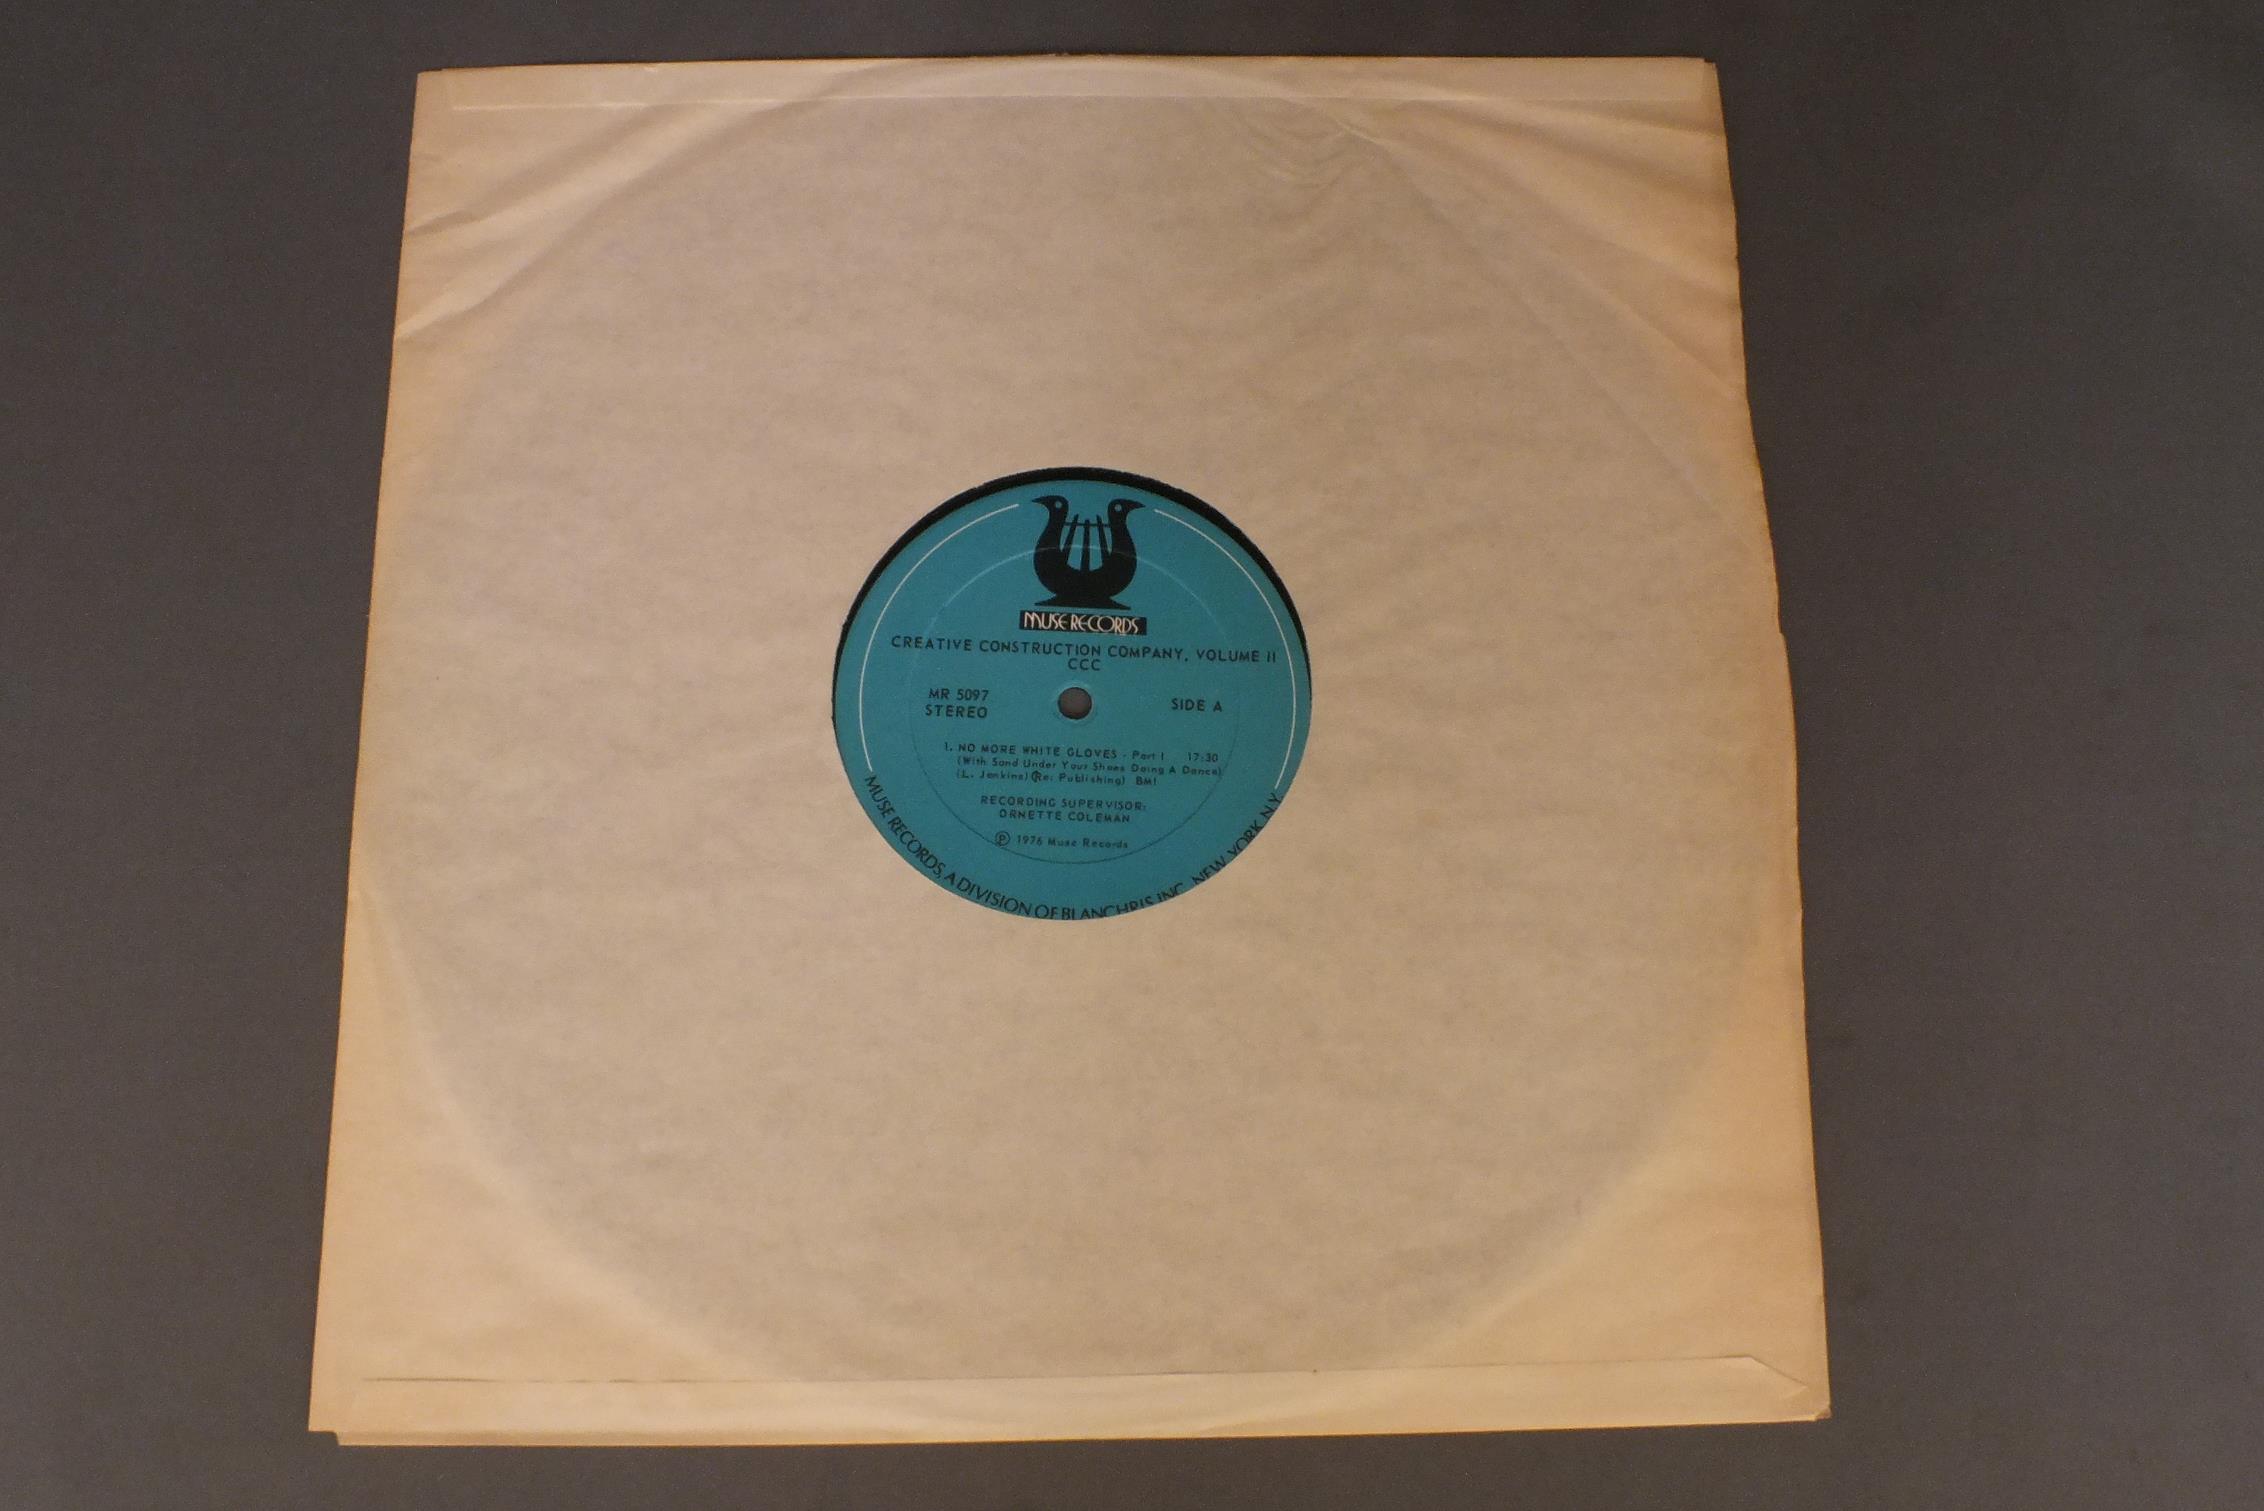 MUSE RECORDS
CREATIVE CONSTRUCTION COMPANY, VOLUME II
CCC
MR 5097
STEREO
SIDE A
1. NO MORE WHITE GLOVES - Part I 17:30
(With Sand Under Your Shoes Doing A Dance)
(L. Jenkins) (Re: Publishing) BMI
RECORDING SUPERVISOR:
ORNETTE COLEMAN
℗ 1976 Muse Records
MUSE RECORDS, A DIVISION OF BLANCHRIS INC. NEW YORK N.Y.